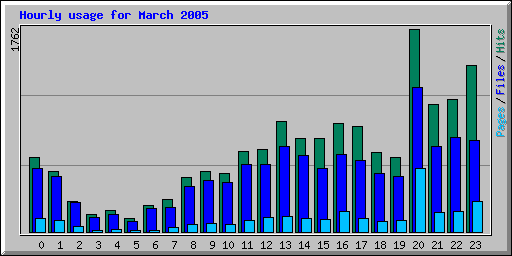 Hourly usage for March 2005
1762
Pages / Files / Hits
0 1 2 3 4 5 6 7 8 9 10 11 12 13 14 15 16 17 18 19 20 21 22 23